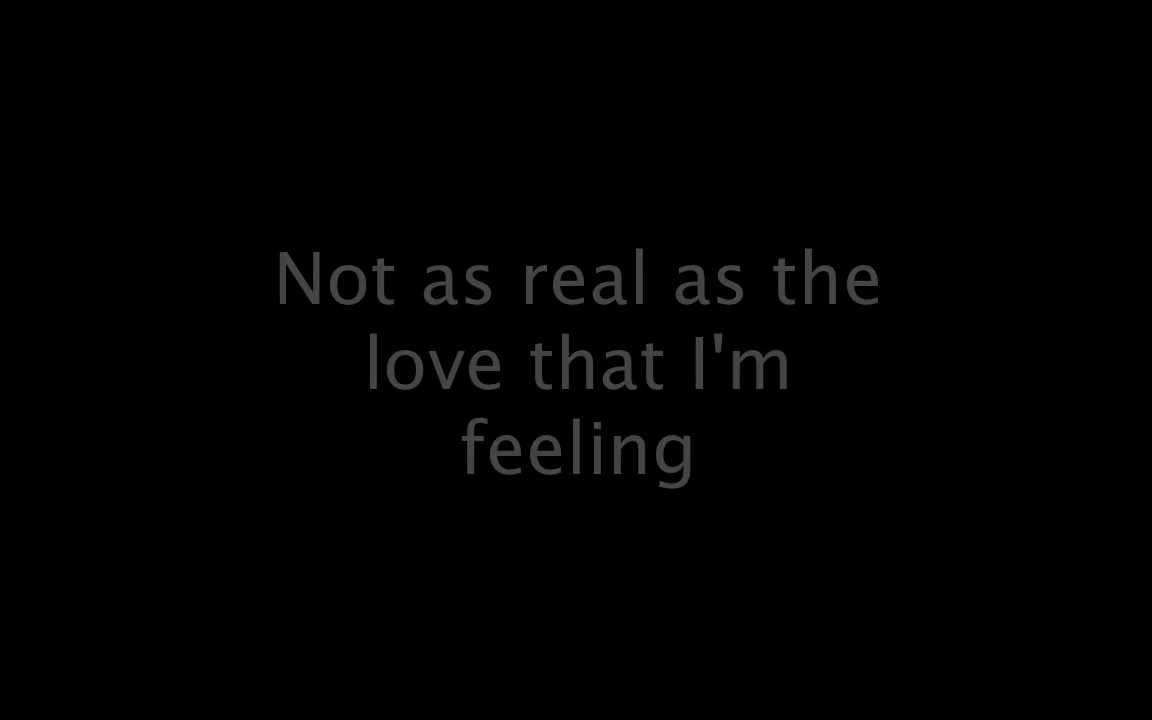 Not as real as the
love that I'm
feeling